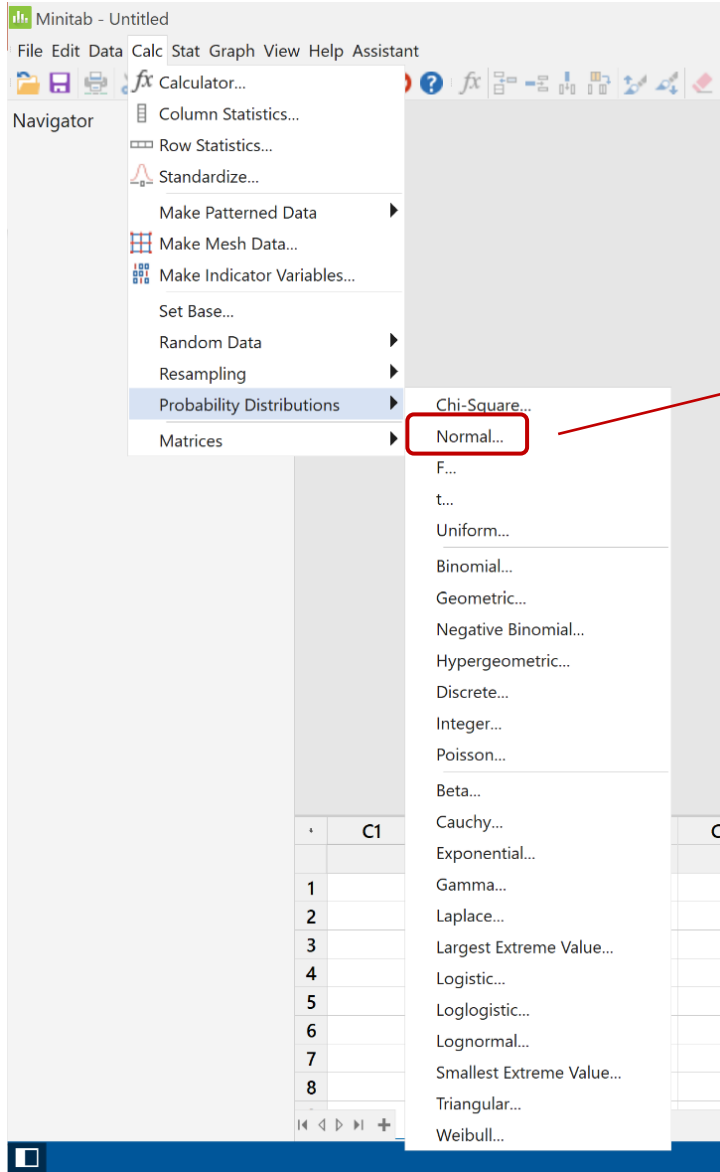 Minitab - Untitled
File Edit Data Calc Stat Graph View Help Assistant
fx Calculator...
? fx
Column Statistics...
Navigator
Row Statistics...
Standardize...
Make Patterned Data
Make Mesh Data...
Make Indicator Variables...
Set Base...
Random Data
Resampling
Probability Distributions
Matrices
Chi-Square...
Normal...
F...
t...
Uniform...
Binomial...
Geometric...
Negative Binomial...
Hypergeometric...
Discrete...
Integer...
Poisson...
Beta...
Cauchy...
Exponential...
Gamma...
Laplace...
Largest Extreme Value...
Logistic...
Loglogistic...
Lognormal...
Smallest Extreme Value...
Triangular...
Weibull...
C1
1
2
3
4
5
6
7
8